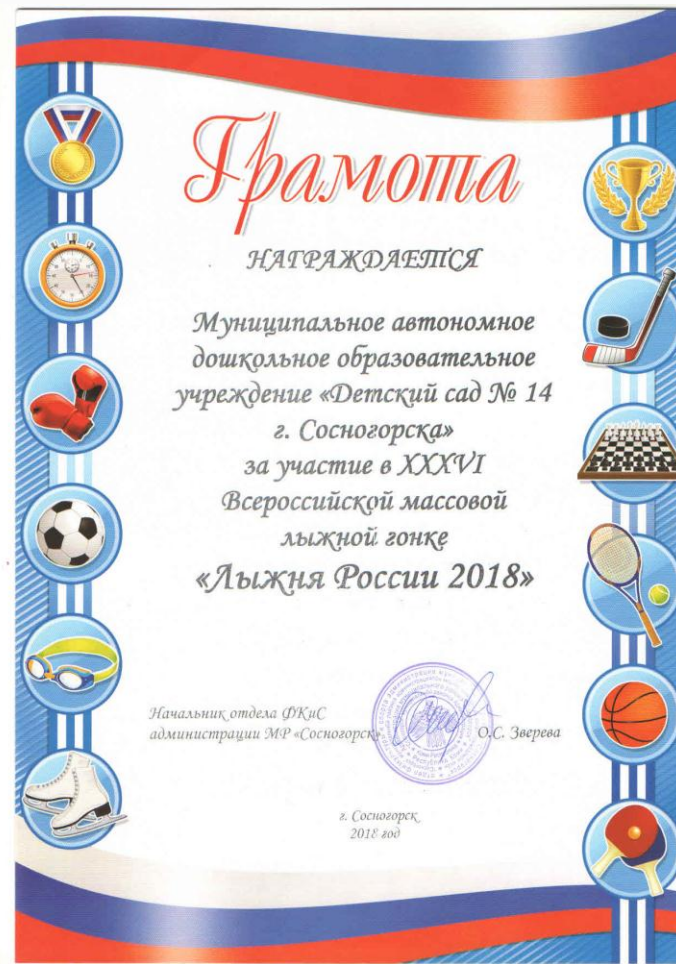 Грамота
НАГРАЖДАЕТСЯ
Муниципальное автономное
дошкольное образовательное
учреждение «Детский сад № 14
г. Сосногорска»
за участие в XXXVI
Всероссийской массовой
лыжной гонке
«Лыжня России 2018»
Начальник отдела ФКиС
администрации МР «Сосногорск» О.С. Зверева
г. Сосногорск
2018 год